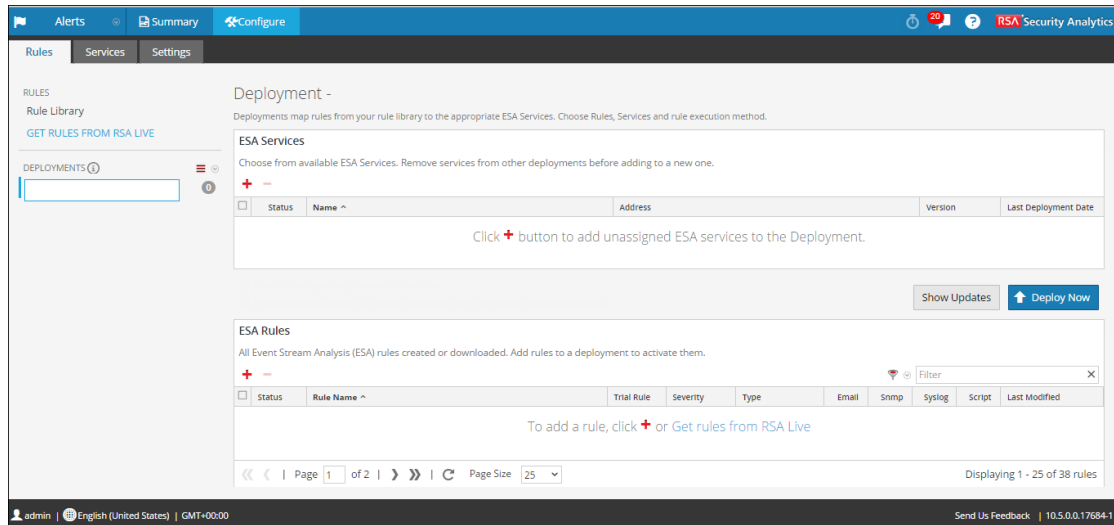 Alerts Summary Configure 20 ? RSA Security Analytics
Rules Services Settings
RULES
Rule Library
GET RULES FROM RSA LIVE
DEPLOYMENTS i
0
Deployment -
Deployments map rules from your rule library to the appropriate ESA Services. Choose Rules, Services and rule execution method.
ESA Services
Choose from available ESA Services. Remove services from other deployments before adding to a new one.
+ −
Status Name ^ Address Version Last Deployment Date
Click + button to add unassigned ESA services to the Deployment.
Show Updates Deploy Now
ESA Rules
All Event Stream Analysis (ESA) rules created or downloaded. Add rules to a deployment to activate them.
+ − Filter X
Status Rule Name ^ Trial Rule Severity Type Email Snmp Syslog Script Last Modified
To add a rule, click + or Get rules from RSA Live
« ‹ | Page 1 of 2 | › » | Page Size 25 Displaying 1 - 25 of 38 rules
admin | English (United States) | GMT+00:00 Send Us Feedback | 10.5.0.0.17684-1